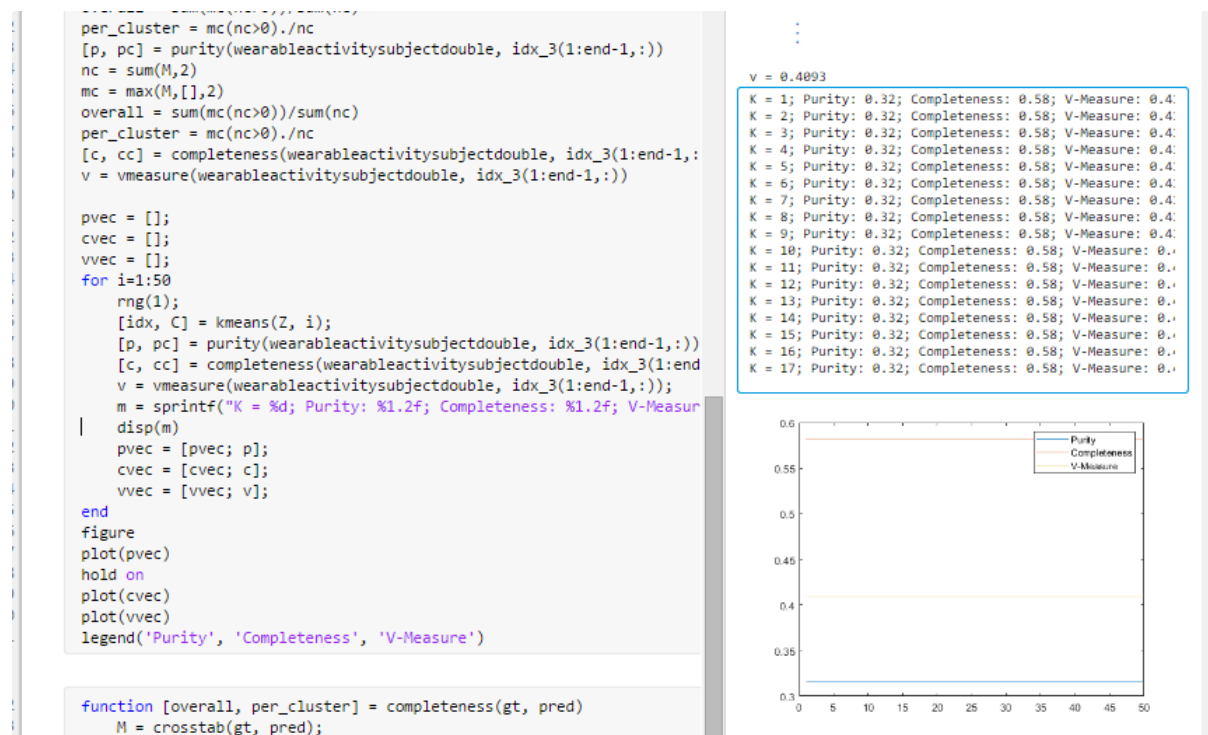 per_cluster = mc(nc>0)./nc
[p, pc] = purity(wearableactivitysubjectdouble, idx_3(1:end-1,:))
nc = sum(M,2)
mc = max(M,[],2)
overall = sum(mc(nc>0))/sum(nc)
per_cluster = mc(nc>0)./nc
[c, cc] = completeness(wearableactivitysubjectdouble, idx_3(1:end-1,:
v = vmeasure(wearableactivitysubjectdouble, idx_3(1:end-1,:))
pvec = [];
cvec = [];
vvec = [];
for i=1:50
rng(1);
[idx, C] = kmeans(Z, i);
[p, pc] = purity(wearableactivitysubjectdouble, idx_3(1:end-1,:))
[c, cc] = completeness(wearableactivitysubjectdouble, idx_3(1:end
v = vmeasure(wearableactivitysubjectdouble, idx_3(1:end-1,:));
m = sprintf("K = %d; Purity: %1.2f; Completeness: %1.2f; V-Measur
disp(m)
pvec = [pvec; p];
cvec = [cvec; c];
vvec = [vvec; v];
end
figure
plot(pvec)
hold on
plot(cvec)
plot(vvec)
legend('Purity', 'Completeness', 'V-Measure')
function [overall, per_cluster] = completeness(gt, pred)
M = crosstab(gt, pred);
v = 0.4093
K = 1; Purity: 0.32; Completeness: 0.58; V-Measure: 0.4
K = 2; Purity: 0.32; Completeness: 0.58; V-Measure: 0.4
K = 3; Purity: 0.32; Completeness: 0.58; V-Measure: 0.4
K = 4; Purity: 0.32; Completeness: 0.58; V-Measure: 0.4
K = 5; Purity: 0.32; Completeness: 0.58; V-Measure: 0.4
K = 6; Purity: 0.32; Completeness: 0.58; V-Measure: 0.4
K = 7; Purity: 0.32; Completeness: 0.58; V-Measure: 0.4
K = 8; Purity: 0.32; Completeness: 0.58; V-Measure: 0.4
K = 9; Purity: 0.32; Completeness: 0.58; V-Measure: 0.4
K = 10; Purity: 0.32; Completeness: 0.58; V-Measure: 0.
K = 11; Purity: 0.32; Completeness: 0.58; V-Measure: 0.
K = 12; Purity: 0.32; Completeness: 0.58; V-Measure: 0.
K = 13; Purity: 0.32; Completeness: 0.58; V-Measure: 0.
K = 14; Purity: 0.32; Completeness: 0.58; V-Measure: 0.
K = 15; Purity: 0.32; Completeness: 0.58; V-Measure: 0.
K = 16; Purity: 0.32; Completeness: 0.58; V-Measure: 0.
K = 17; Purity: 0.32; Completeness: 0.58; V-Measure: 0.
Purity
Completeness
V-Measure
0.6
0.55
0.5
0.45
0.4
0.35
0.3
0 5 10 15 20 25 30 35 40 45 50